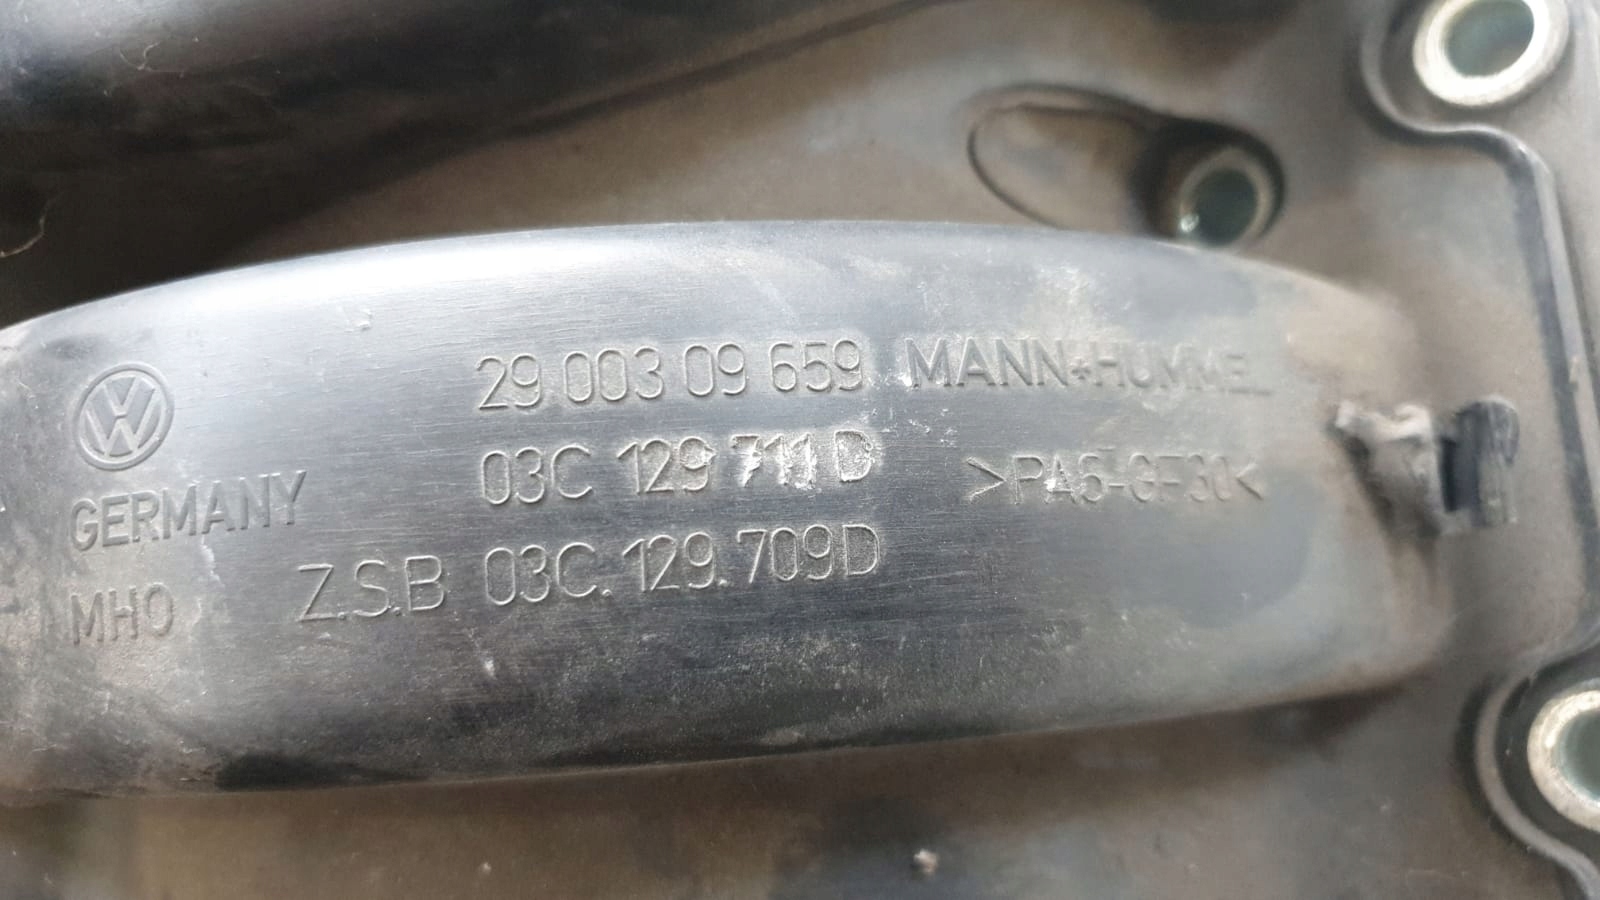 29 003 09 659 MANN+HUMMEL
03C 129 711 D >PA6-GF30<
GERMANY
Z.S.B 03C.129.709D
MHO